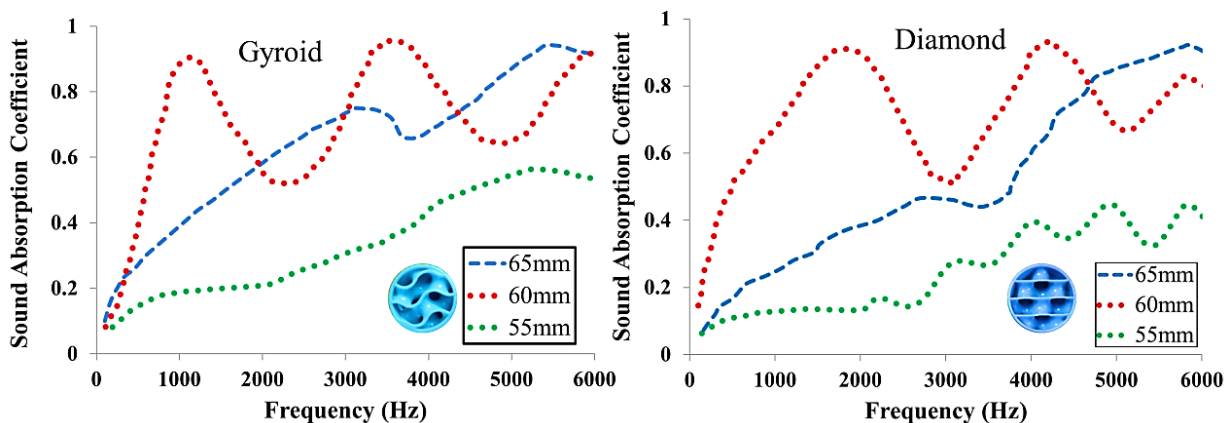 Gyroid
Sound Absorption Coefficient
1
0.8
0.6
0.4
0.2
0
0 1000 2000 3000 4000 5000 6000
Frequency (Hz)
65mm
60mm
55mm
Diamond
Sound Absorption Coefficient
1
0.8
0.6
0.4
0.2
0
0 1000 2000 3000 4000 5000 6000
Frequency (Hz)
65mm
60mm
55mm